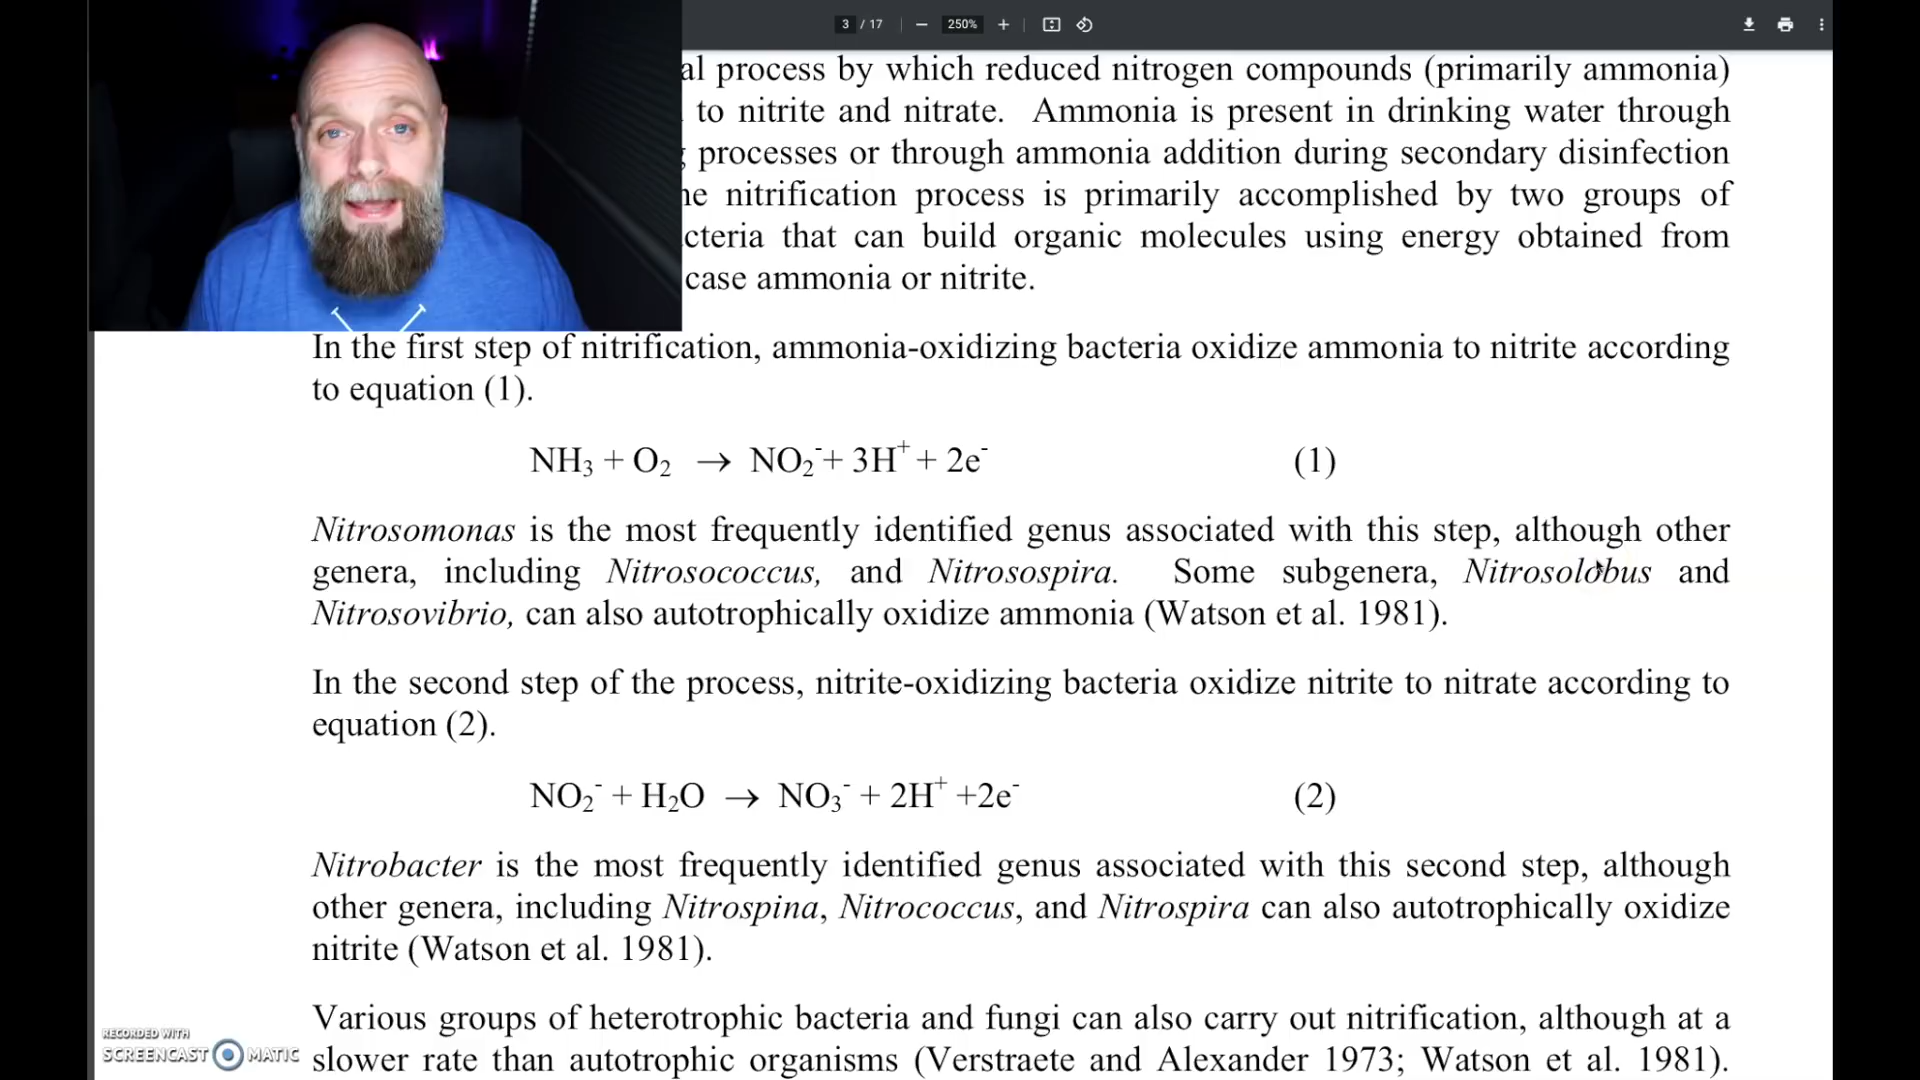 3 / 17
250%
al process by which reduced nitrogen compounds (primarily ammonia)
to nitrite and nitrate. Ammonia is present in drinking water through
processes or through ammonia addition during secondary disinfection
nitrification process is primarily accomplished by two groups of
cteria that can build organic molecules using energy obtained from
case ammonia or nitrite.
In the first step of nitrification, ammonia-oxidizing bacteria oxidize ammonia to nitrite according
to equation (1).
NH₃ + O₂ → NO₂⁻+ 3H⁺ + 2e⁻ (1)
Nitrosomonas is the most frequently identified genus associated with this step, although other
genera, including Nitrosococcus, and Nitrosospira. Some subgenera, Nitrosolobus and
Nitrosovibrio, can also autotrophically oxidize ammonia (Watson et al. 1981).
In the second step of the process, nitrite-oxidizing bacteria oxidize nitrite to nitrate according to
equation (2).
NO₂⁻ + H₂O → NO₃⁻ + 2H⁺ +2e⁻ (2)
Nitrobacter is the most frequently identified genus associated with this second step, although
other genera, including Nitrospina, Nitrococcus, and Nitrospira can also autotrophically oxidize
nitrite (Watson et al. 1981).
Various groups of heterotrophic bacteria and fungi can also carry out nitrification, although at a
slower rate than autotrophic organisms (Verstraete and Alexander 1973; Watson et al. 1981).
RECORDED WITH
SCREENCAST MATIC